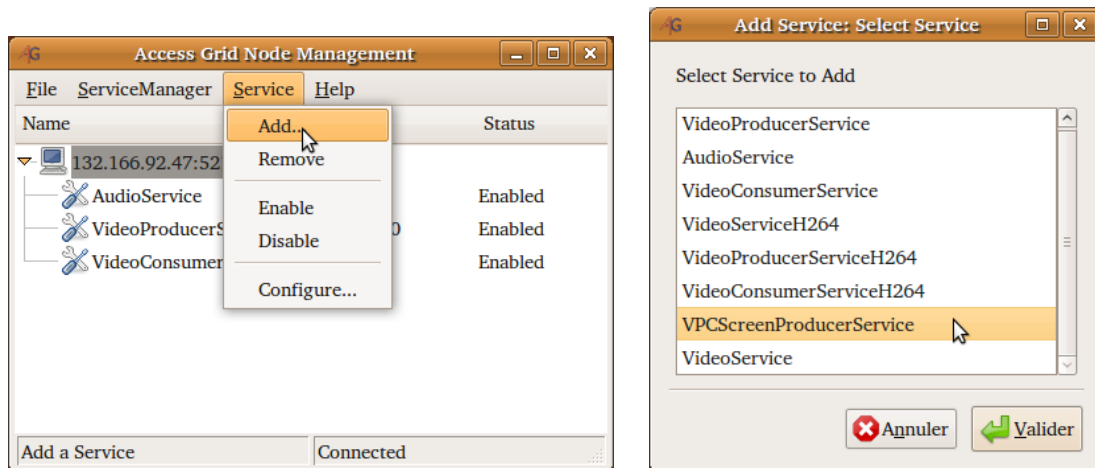 Access Grid Node Management
File ServiceManager Service Help
Name Status
Add...
132.166.92.47:52
Remove
AudioService Enabled
Enable
VideoProducerS 0 Enabled
Disable
VideoConsumer Enabled
Configure...
Add a Service Connected
Add Service: Select Service
Select Service to Add
VideoProducerService
AudioService
VideoConsumerService
VideoServiceH264
VideoProducerServiceH264
VideoConsumerServiceH264
VPCScreenProducerService
VideoService
Annuler Valider